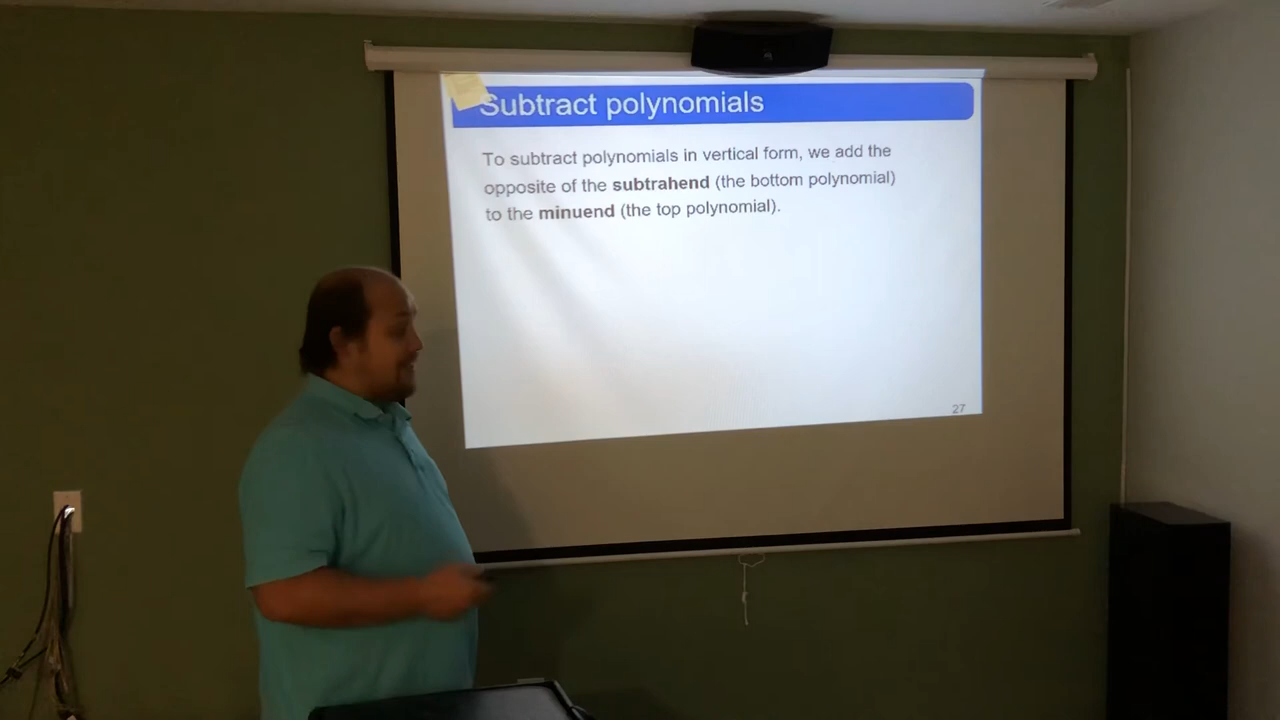 Subtract polynomials
To subtract polynomials in vertical form, we add the
opposite of the subtrahend (the bottom polynomial)
to the minuend (the top polynomial).
27